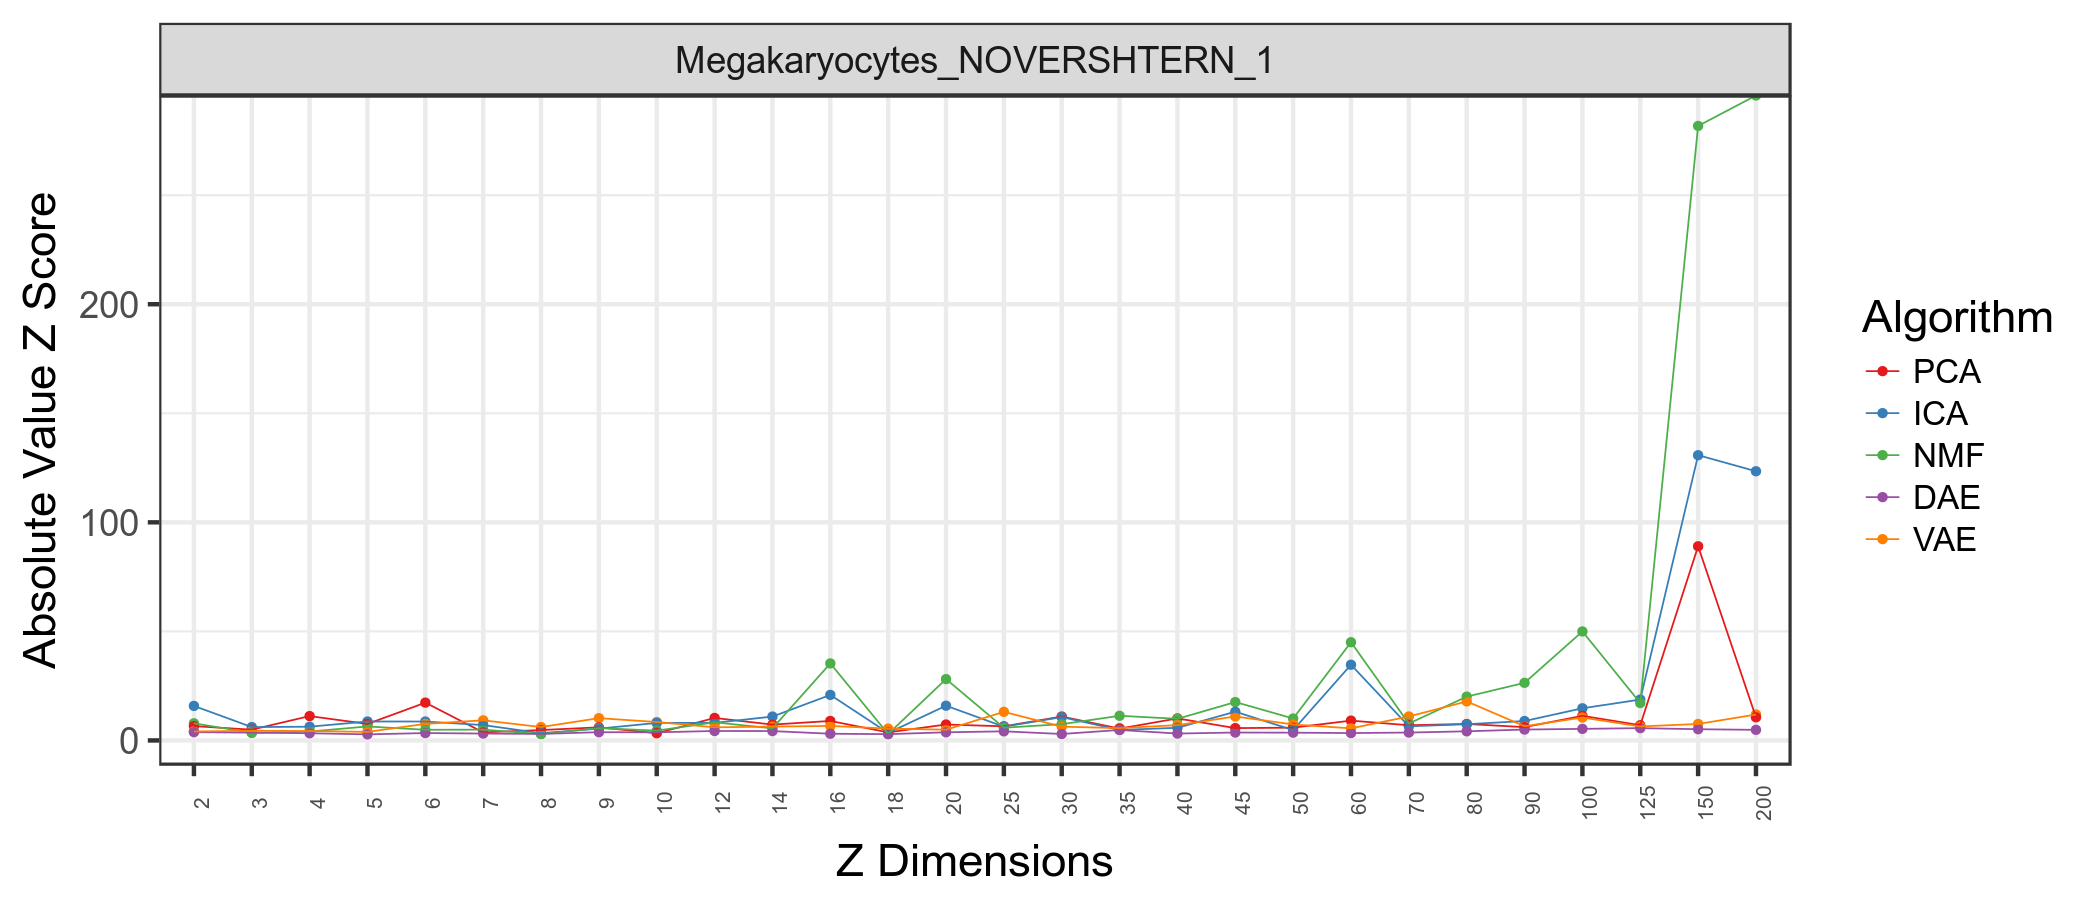 Megakaryocytes_NOVERSHTERN_1
Absolute Value Z Score
200
100
0
2 3 4 5 6 7 8 9 10 12 14 16 18 20 25 30 35 40 45 50 60 70 80 90 100 125 150 200
Z Dimensions
Algorithm
PCA
ICA
NMF
DAE
VAE